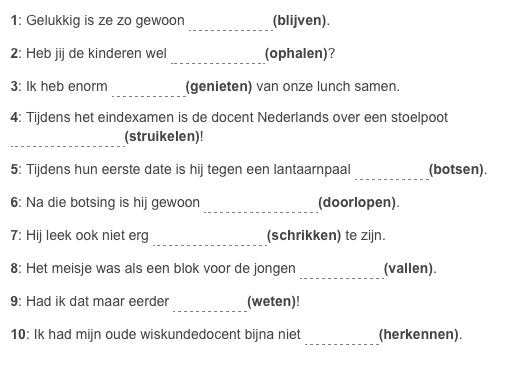 1: Gelukkig is ze zo gewoon (blijven).
2: Heb jij de kinderen wel (ophalen)?
3: Ik heb enorm (genieten) van onze lunch samen.
4: Tijdens het eindexamen is de docent Nederlands over een stoelpoot
(struikelen)!
5: Tijdens hun eerste date is hij tegen een lantaarnpaal (botsen).
6: Na die botsing is hij gewoon (doorlopen).
7: Hij leek ook niet erg (schrikken) te zijn.
8: Het meisje was als een blok voor de jongen (vallen).
9: Had ik dat maar eerder (weten)!
10: Ik had mijn oude wiskundedocent bijna niet (herkennen).